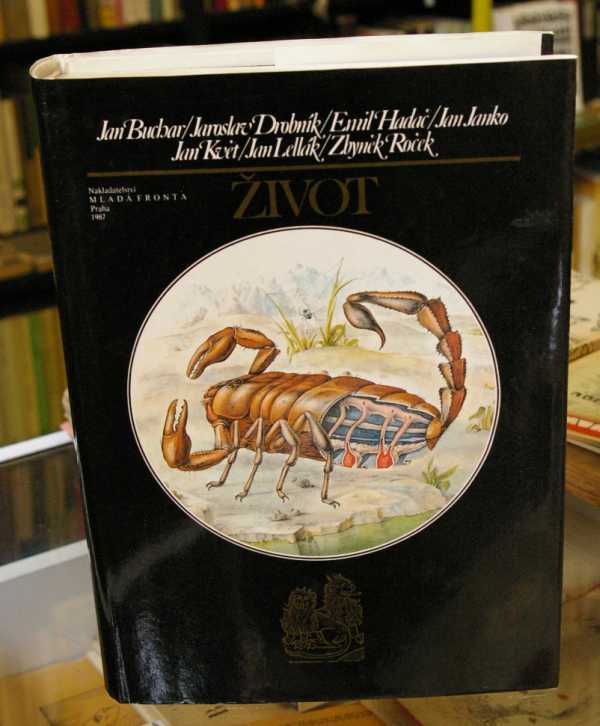 Jan Buchar/Jaroslav Drobník/Emil Hadač/Jan Janko
Jan Květ/Jan Lellák/Zbyněk Roček
Nakladatelství
MLADÁ FRONTA
Praha
1987
ŽIVOT